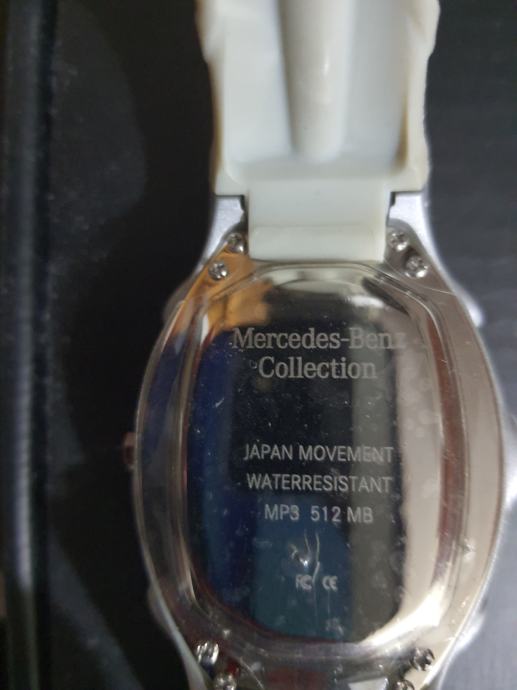 Mercedes-Benz
Collection
JAPAN MOVEMENT
WATERRESISTANT
MP3 512 MB
FC CE